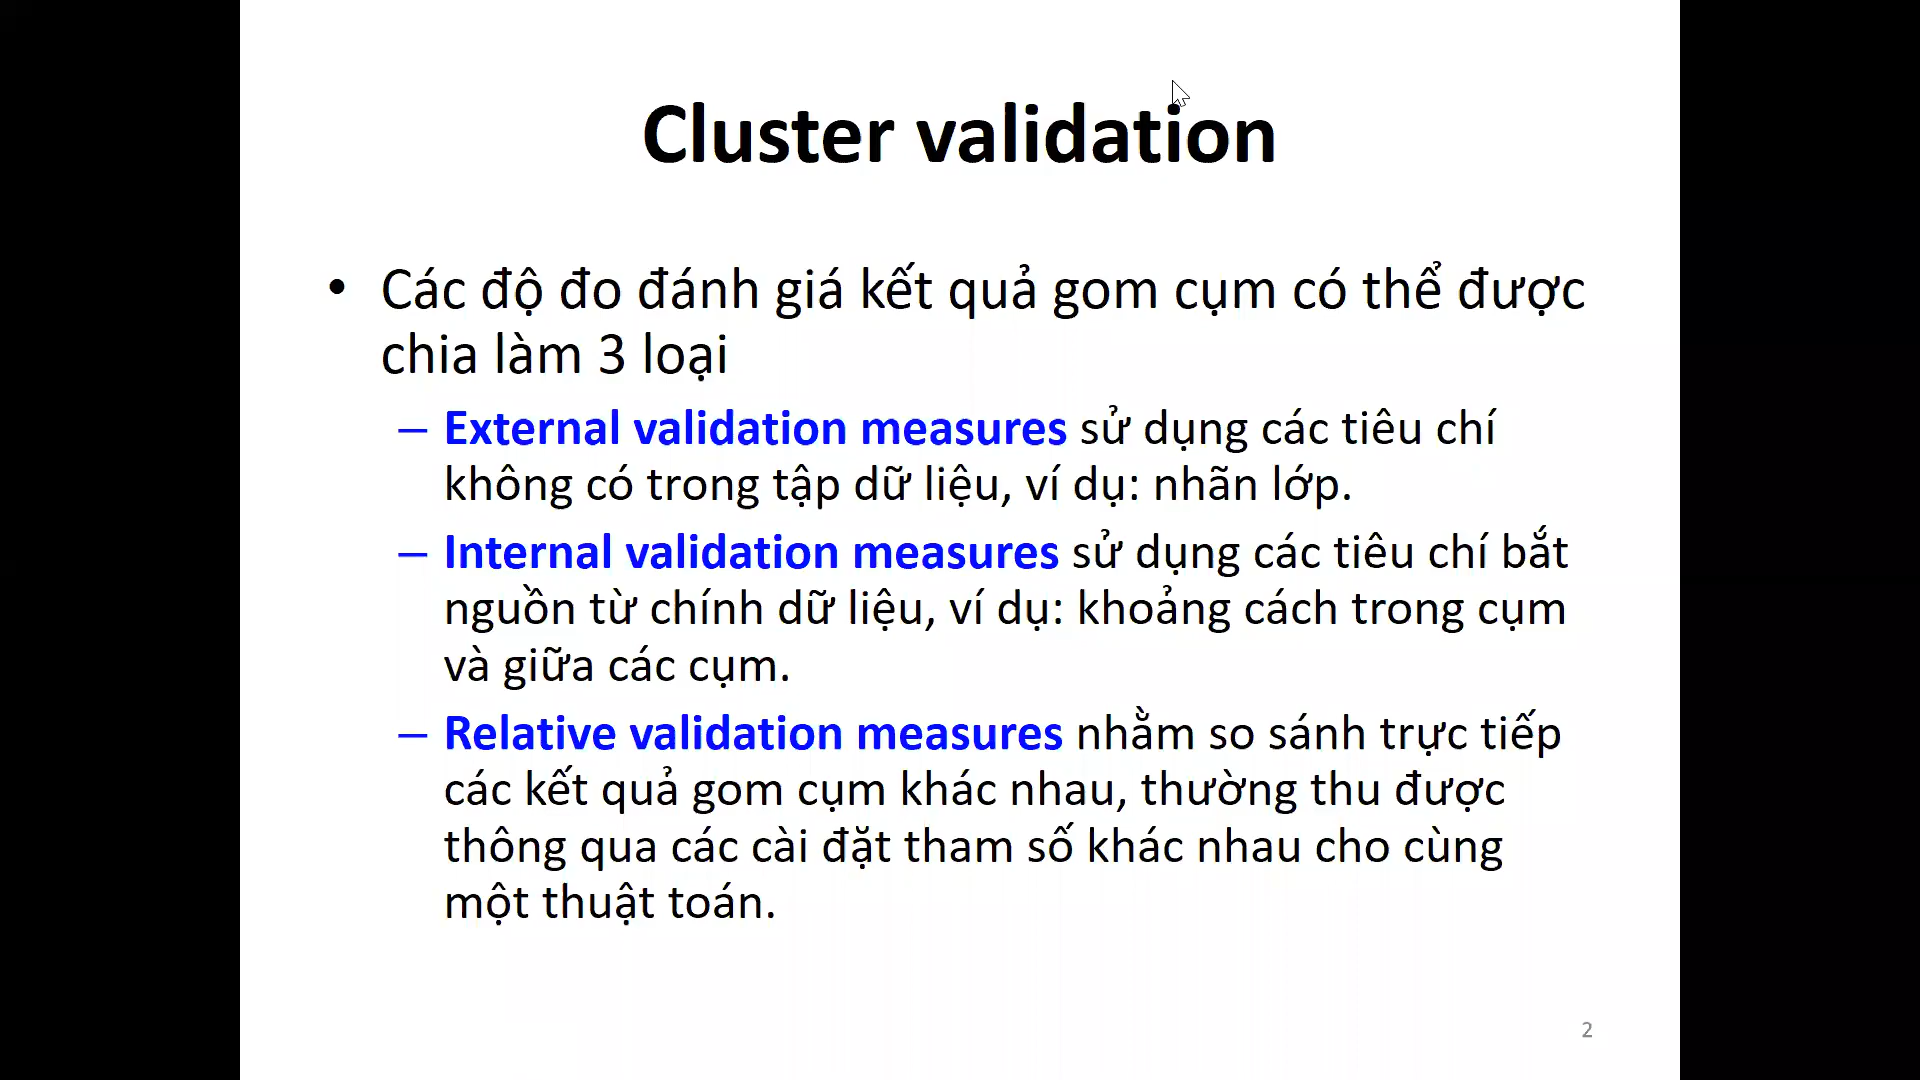 Cluster validation
• Các độ đo đánh giá kết quả gom cụm có thể được
chia làm 3 loại
– External validation measures sử dụng các tiêu chí
không có trong tập dữ liệu, ví dụ: nhãn lớp.
– Internal validation measures sử dụng các tiêu chí bắt
nguồn từ chính dữ liệu, ví dụ: khoảng cách trong cụm
và giữa các cụm.
– Relative validation measures nhằm so sánh trực tiếp
các kết quả gom cụm khác nhau, thường thu được
thông qua các cài đặt tham số khác nhau cho cùng
một thuật toán.
2